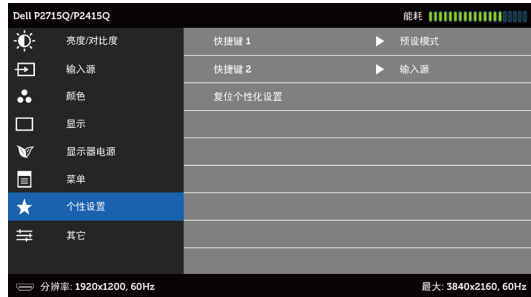 Dell P2715Q/P2415Q 能耗
亮度/对比度 快捷键 1 预设模式
输入源 快捷键 2 输入源
颜色 复位个性化设置
显示
显示器电源
菜单
个性设置
其它
分辨率: 1920x1200, 60Hz 最大: 3840x2160, 60Hz